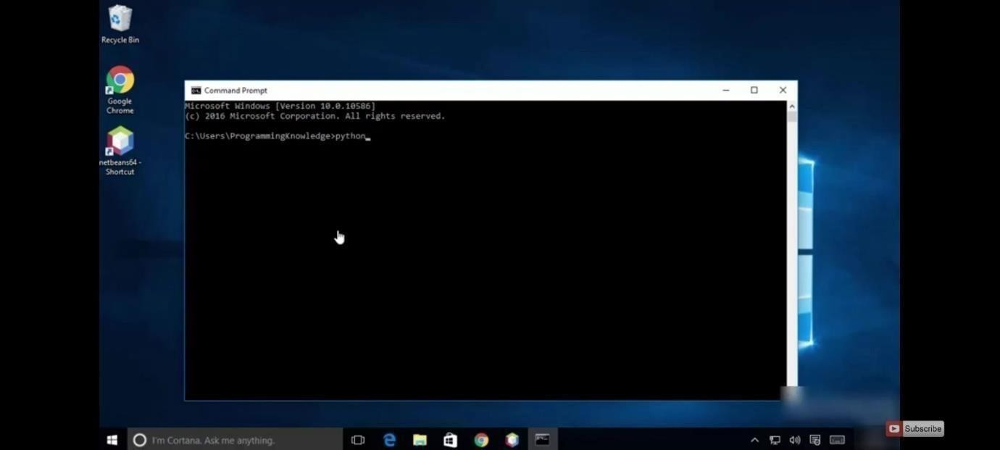 Recycle Bin
Google
Chrome
netbeans64 -
Shortcut
Command Prompt
Microsoft Windows [Version 10.0.10586]
(c) 2016 Microsoft Corporation. All rights reserved.
C:\Users\ProgrammingKnowledge>python_
I'm Cortana. Ask me anything.
Subscribe